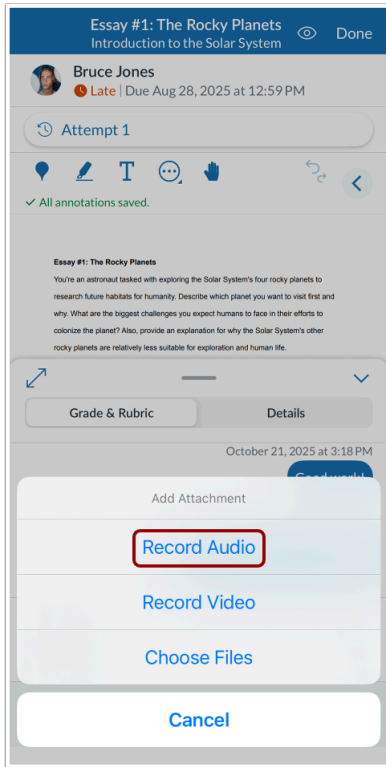 Essay #1: The Rocky Planets
Introduction to the Solar System
Done
Bruce Jones
Late | Due Aug 28, 2025 at 12:59 PM
Attempt 1
T
All annotations saved.
Essay #1: The Rocky Planets
You're an astronaut tasked with exploring the Solar System's four rocky planets to
research future habitats for humanity. Describe which planet you want to visit first and
why. What are the biggest challenges you expect humans to face in their efforts to
colonize the planet? Also, provide an explanation for why the Solar System's other
rocky planets are relatively less suitable for exploration and human life.
Grade & Rubric
Details
October 21, 2025 at 3:18 PM
Good work!
Add Attachment
Record Audio
Record Video
Choose Files
Cancel